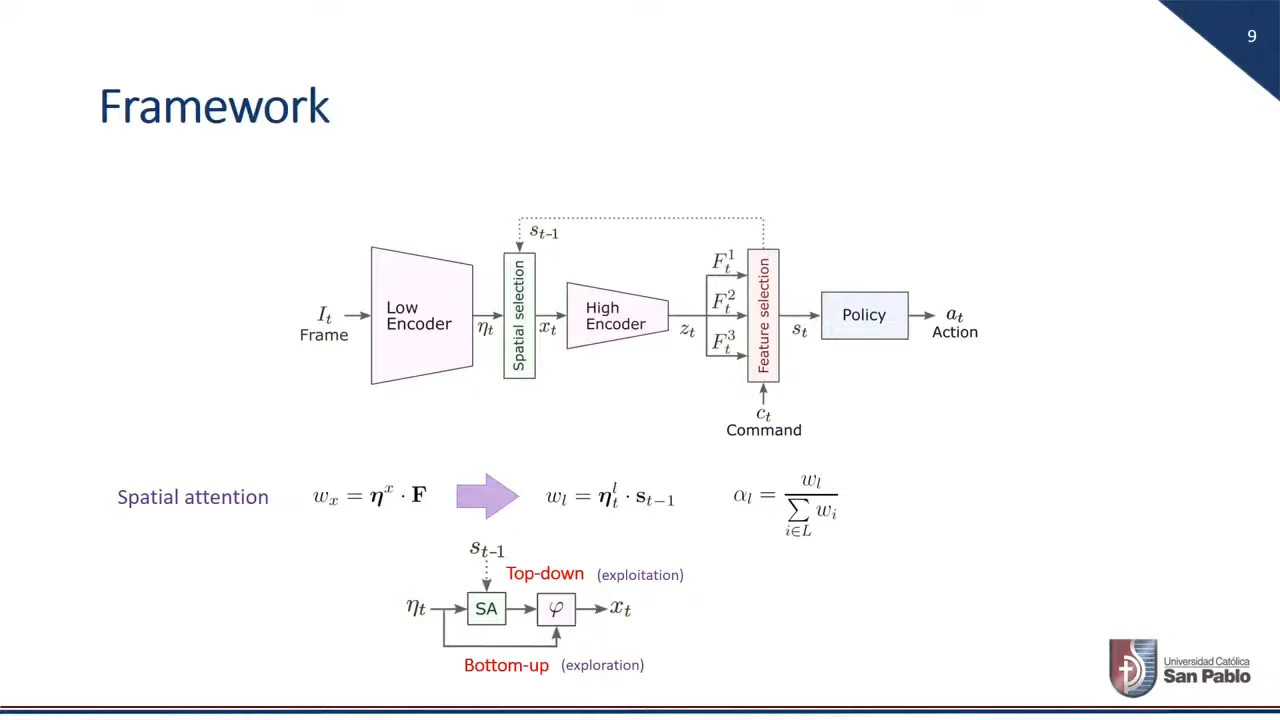 9
Framework
s_{t-1}
I_t
Frame
Low
Encoder
η_t
Spatial selection
x_t
High
Encoder
z_t
F_t^1
F_t^2
F_t^3
Feature selection
s_t
Policy
a_t
Action
c_t
Command
Spatial attention
w_x = η^x · F
w_l = η_t^l · s_{t−1}
α_l = w_l / ∑_{i∈L} w_i
s_{t-1}
Top-down (exploitation)
η_t
SA
φ
x_t
Bottom-up (exploration)
Universidad Católica
San Pablo